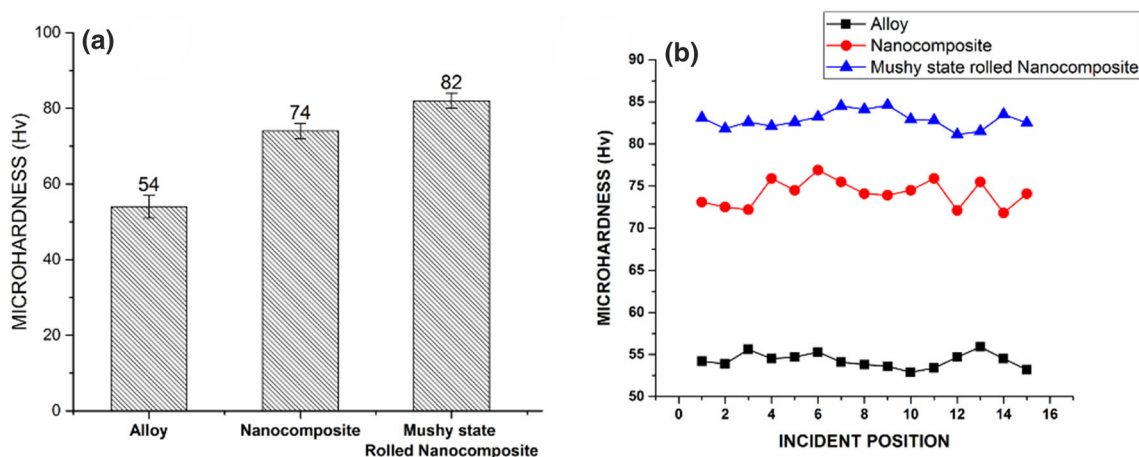 (a)
MICROHARDNESS (Hv)
100
80
60
40
20
0
54
74
82
Alloy
Nanocomposite
Mushy state
Rolled Nanocomposite
(b)
Alloy
Nanocomposite
Mushy state rolled Nanocomposite
MICROHARDNESS (Hv)
90
85
80
75
70
65
60
55
50
0 2 4 6 8 10 12 14 16
INCIDENT POSITION